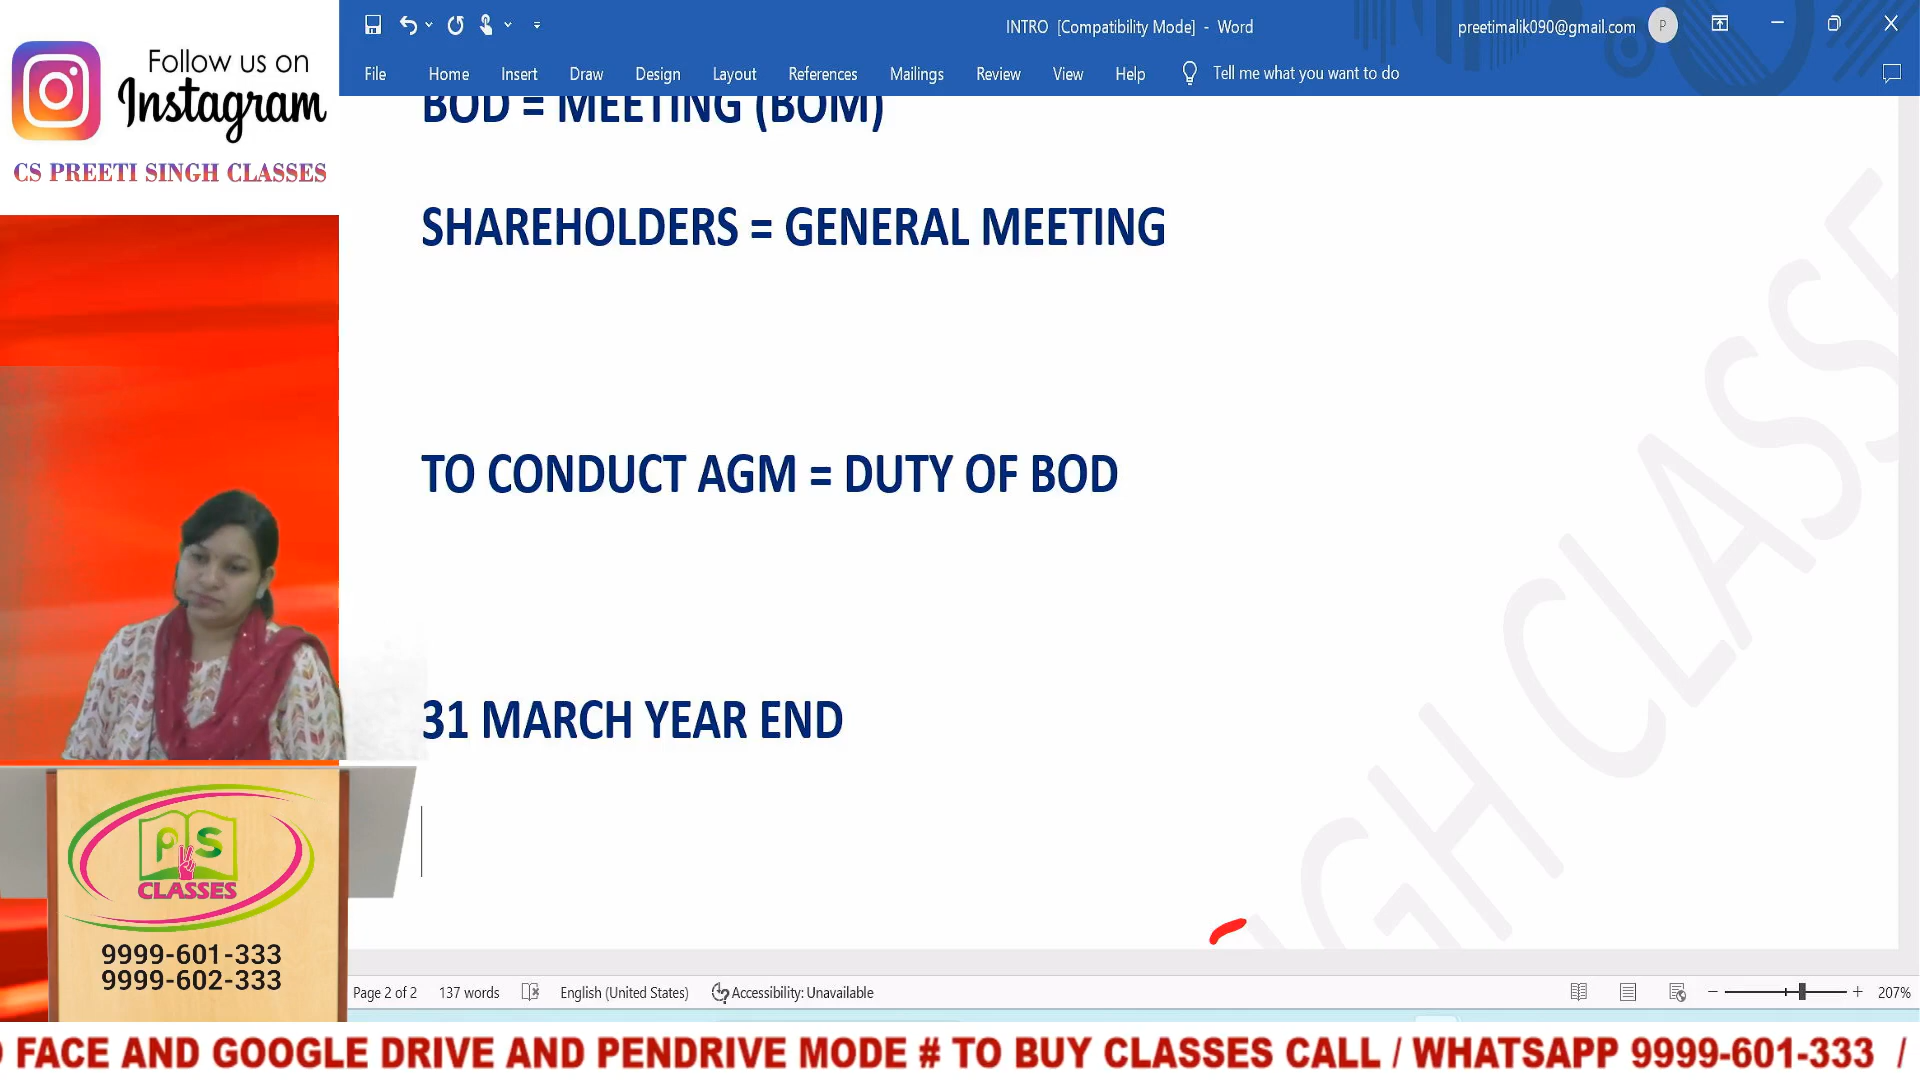 Follow us on
Instagram
CS PREETI SINGH CLASSES
INTRO [Compatibility Mode] - Word
preetimalik090@gmail.com
P
File Home Insert Draw Design Layout References Mailings Review View Help Tell me what you want to do
BOD = MEETING (BOM)
SHAREHOLDERS = GENERAL MEETING
TO CONDUCT AGM = DUTY OF BOD
31 MARCH YEAR END
GH CLASSE
PS
CLASSES
9999-601-333
9999-602-333
Page 2 of 2 137 words English (United States) Accessibility: Unavailable 207%
FACE AND GOOGLE DRIVE AND PENDRIVE MODE # TO BUY CLASSES CALL / WHATSAPP 9999-601-333 /